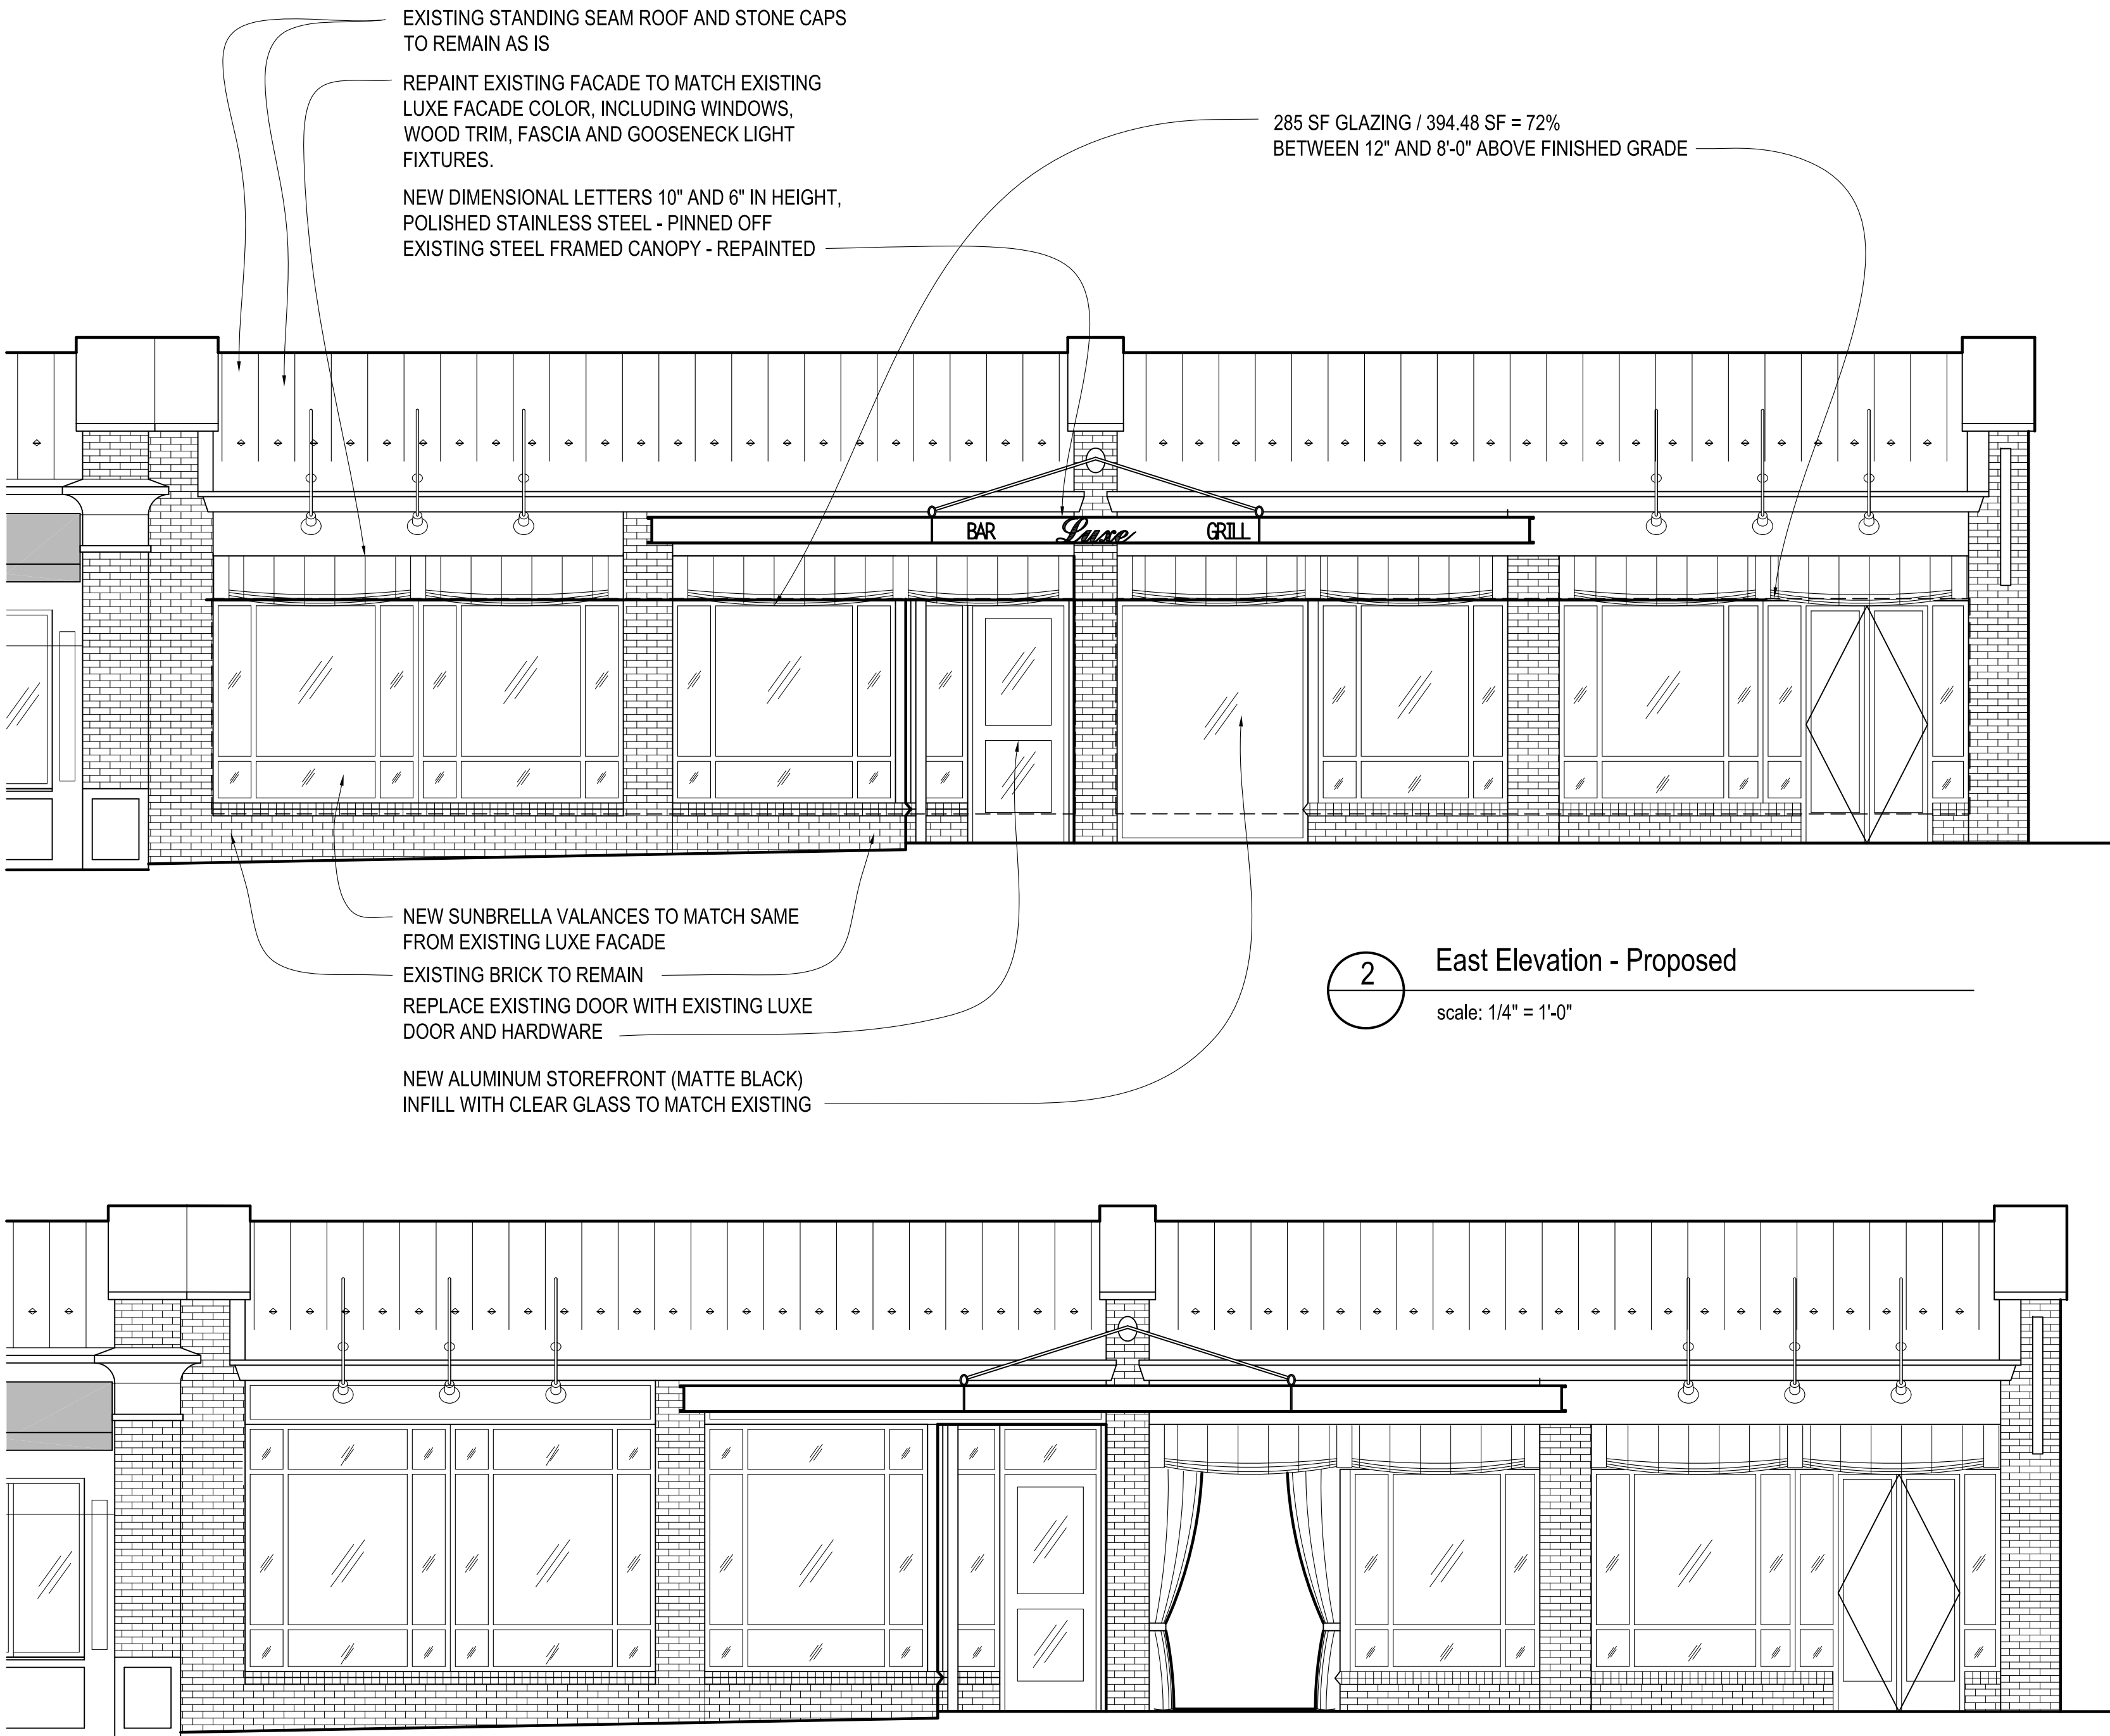 EXISTING STANDING SEAM ROOF AND STONE CAPS
TO REMAIN AS IS
REPAINT EXISTING FACADE TO MATCH EXISTING
LUXE FACADE COLOR, INCLUDING WINDOWS,
WOOD TRIM, FASCIA AND GOOSENECK LIGHT
FIXTURES.
285 SF GLAZING / 394.48 SF = 72%
BETWEEN 12" AND 8'-0" ABOVE FINISHED GRADE
NEW DIMENSIONAL LETTERS 10" AND 6" IN HEIGHT,
POLISHED STAINLESS STEEL - PINNED OFF
EXISTING STEEL FRAMED CANOPY - REPAINTED
BAR Luxe GRILL
NEW SUNBRELLA VALANCES TO MATCH SAME
FROM EXISTING LUXE FACADE
EXISTING BRICK TO REMAIN
REPLACE EXISTING DOOR WITH EXISTING LUXE
DOOR AND HARDWARE
NEW ALUMINUM STOREFRONT (MATTE BLACK)
INFILL WITH CLEAR GLASS TO MATCH EXISTING
2
East Elevation - Proposed
scale: 1/4" = 1'-0"